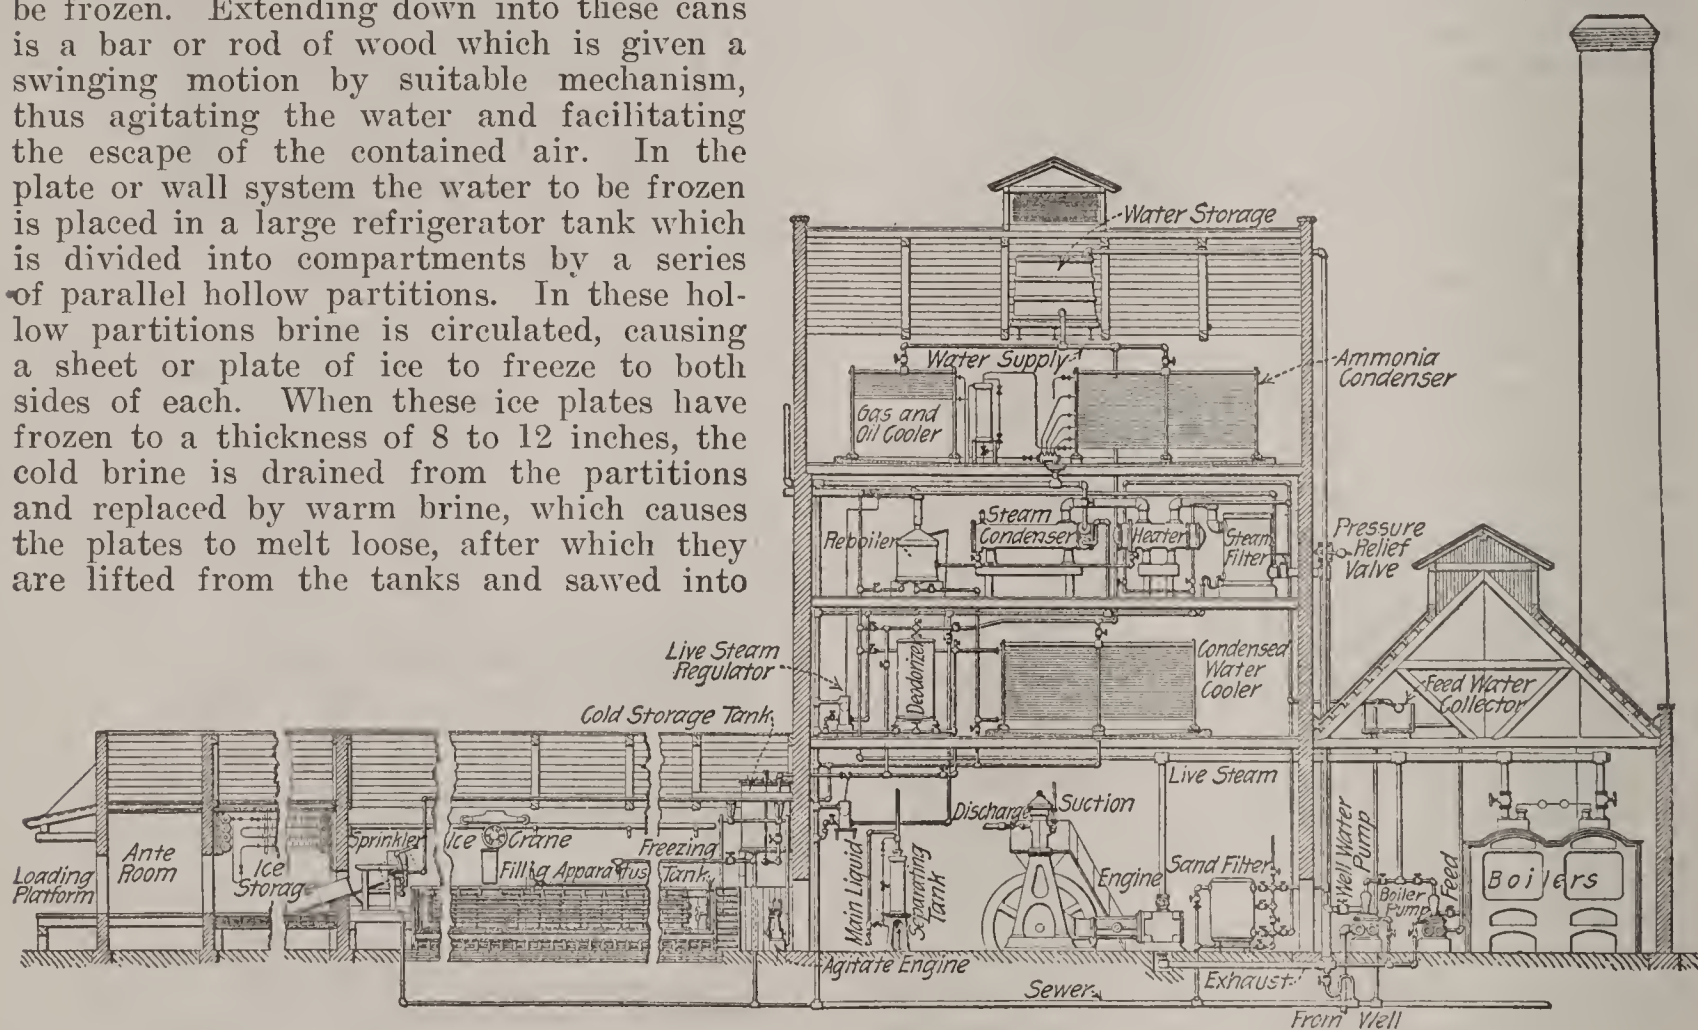 be frozen. Extending down into these cans
is a bar or rod of wood which is given a
swinging motion by suitable mechanism,
thus agitating the water and facilitating
the escape of the contained air. In the
plate or wall system the water to be frozen
is placed in a large refrigerator tank which
is divided into compartments by a series
of parallel hollow partitions. In these hol-
low partitions brine is circulated, causing
a sheet or plate of ice to freeze to both
sides of each. When these ice plates have
frozen to a thickness of 8 to 12 inches, the
cold brine is drained from the partitions
and replaced by warm brine, which causes
the plates to melt loose, after which they
are lifted from the tanks and sawed into
Water Storage
Water Supply
Ammonia
Condenser
Gas and
Oil Cooler
Reboiler
Steam
Condenser
Heater
Steam
Filter
Pressure
Relief
Valve
Live Steam
Regulator
Deodorizer
Condensed
Water
Cooler
Feed Water
Collector
Cold Storage Tank
Live Steam
Discharge
Suction
Loading
Platform
Ante
Room
Ice
Storage
Sprinkler
Ice Crane
Filling Apparatus
Freezing
Tank
Main Liquid
Separating
Tank
Engine
Sand Filter
Well Water
Pump
Boiler
Pump
Feed
Boilers
Agitate Engine
Exhaust
Sewer
From Well